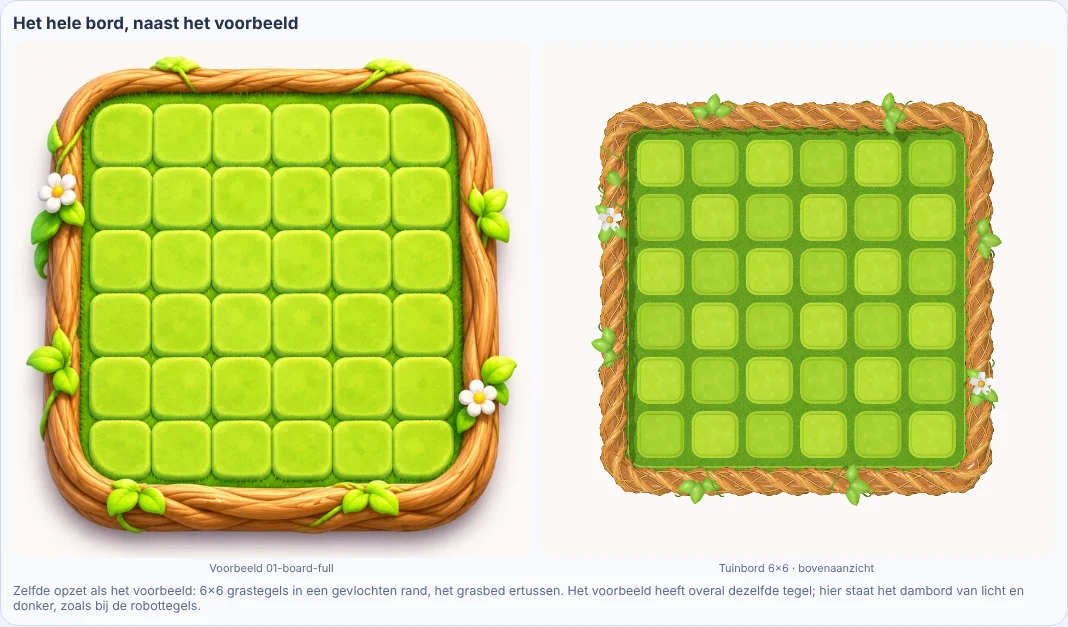 Het hele bord, naast het voorbeeld
Voorbeeld 01-board-full
Tuinbord 6×6 · bovenaanzicht
Zelfde opzet als het voorbeeld: 6×6 grastegels in een gevlochten rand, het grasbed ertussen. Het voorbeeld heeft overal dezelfde tegel; hier staat het dambord van licht en
donker, zoals bij de robottegels.